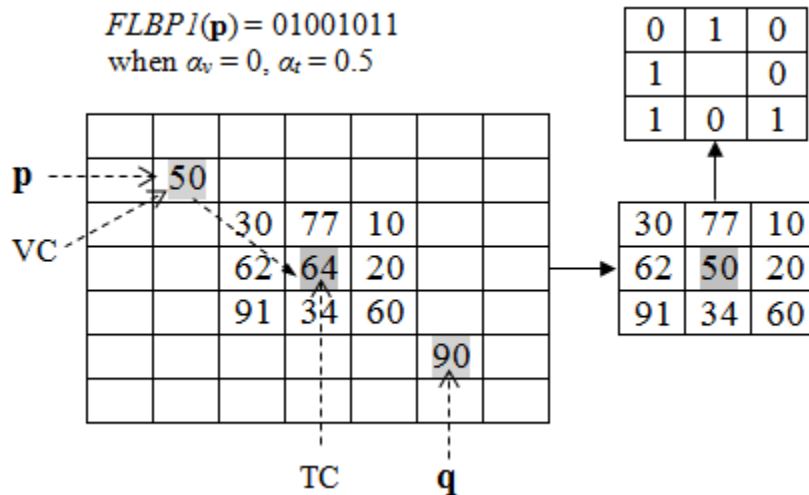 FLBP1(p) = 01001011
when αv = 0, αt = 0.5
0 1 0
1 0
1 0 1
p
50
VC
30 77 10
62 64 20
91 34 60
90
30 77 10
62 50 20
91 34 60
TC
q